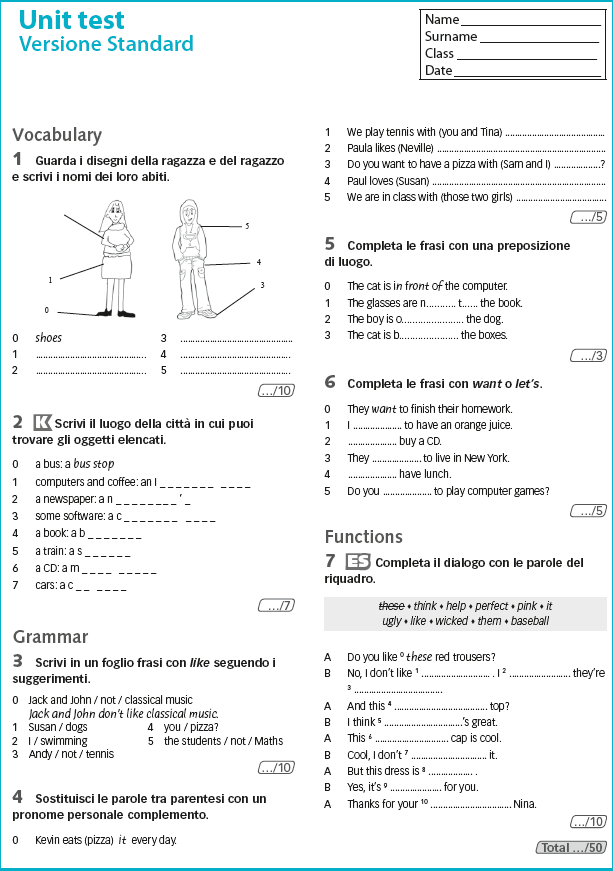 Unit test
Versione Standard
Name
Surname
Class
Date
Vocabulary
1 Guarda i disegni della ragazza e del ragazzo
e scrivi i nomi dei loro abiti.
1
0
5
4
3
0 shoes
1 ..............................
2 ..............................
3 ..............................
4 ..............................
5 ..............................
.../10
2 K Scrivi il luogo della città in cui puoi
trovare gli oggetti elencati.
0 a bus: a bus stop
1 computers and coffee: an I _ _ _ _ _ _ _ _ _ _ _
2 a newspaper: a n _ _ _ _ _ _ _ _ ' _
3 some software: a c _ _ _ _ _ _ _ _ _ _ _
4 a book: a b _ _ _ _ _ _ _
5 a train: a s _ _ _ _ _ _
6 a CD: a m _ _ _ _ _ _ _ _ _
7 cars: a c _ _ _ _ _ _
.../7
Grammar
3 Scrivi in un foglio frasi con like seguendo i
suggerimenti.
0 Jack and John / not / classical music
Jack and John don't like classical music.
1 Susan / dogs
2 I / swimming
3 Andy / not / tennis
4 you / pizza?
5 the students / not / Maths
.../10
4 Sostituisci le parole tra parentesi con un
pronome personale complemento.
0 Kevin eats (pizza) it every day.
1 We play tennis with (you and Tina) ..............................
2 Paula likes (Neville) ..............................
3 Do you want to have a pizza with (Sam and I) ...................?
4 Paul loves (Susan) ..............................
5 We are in class with (those two girls) ..............................
.../5
5 Completa le frasi con una preposizione
di luogo.
0 The cat is in front of the computer.
1 The glasses are n........... t...... the book.
2 The boy is o....................... the dog.
3 The cat is b..................... the boxes.
.../3
6 Completa le frasi con want o let's.
0 They want to finish their homework.
1 I .................... to have an orange juice.
2 .................... buy a CD.
3 They .................... to live in New York.
4 .................... have lunch.
5 Do you .................... to play computer games?
.../5
Functions
7 ES Completa il dialogo con le parole del
riquadro.
these • think • help • perfect • pink • it
ugly • like • wicked • them • baseball
A Do you like 0 these red trousers?
B No, I don't like 1 ......................... . I 2 ...................... they're
3 ................................
A And this 4 .................................. top?
B I think 5 .............................'s great.
A This 6 ........................... cap is cool.
B Cool, I don't 7 ............................ it.
A But this dress is 8 ................. .
B Yes, it's 9 .................... for you.
A Thanks for your 10 .............................. Nina.
.../10
Total .../50